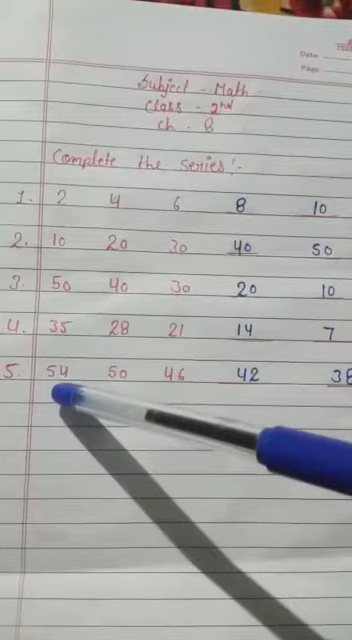 Date
Page
Subject - Math
Class - 2nd
Ch - 8
Complete the series:-
1. 2 4 6 8 10
2. 10 20 30 40 50
3. 50 40 30 20 10
4. 35 28 21 14 7
5. 54 50 46 42 38